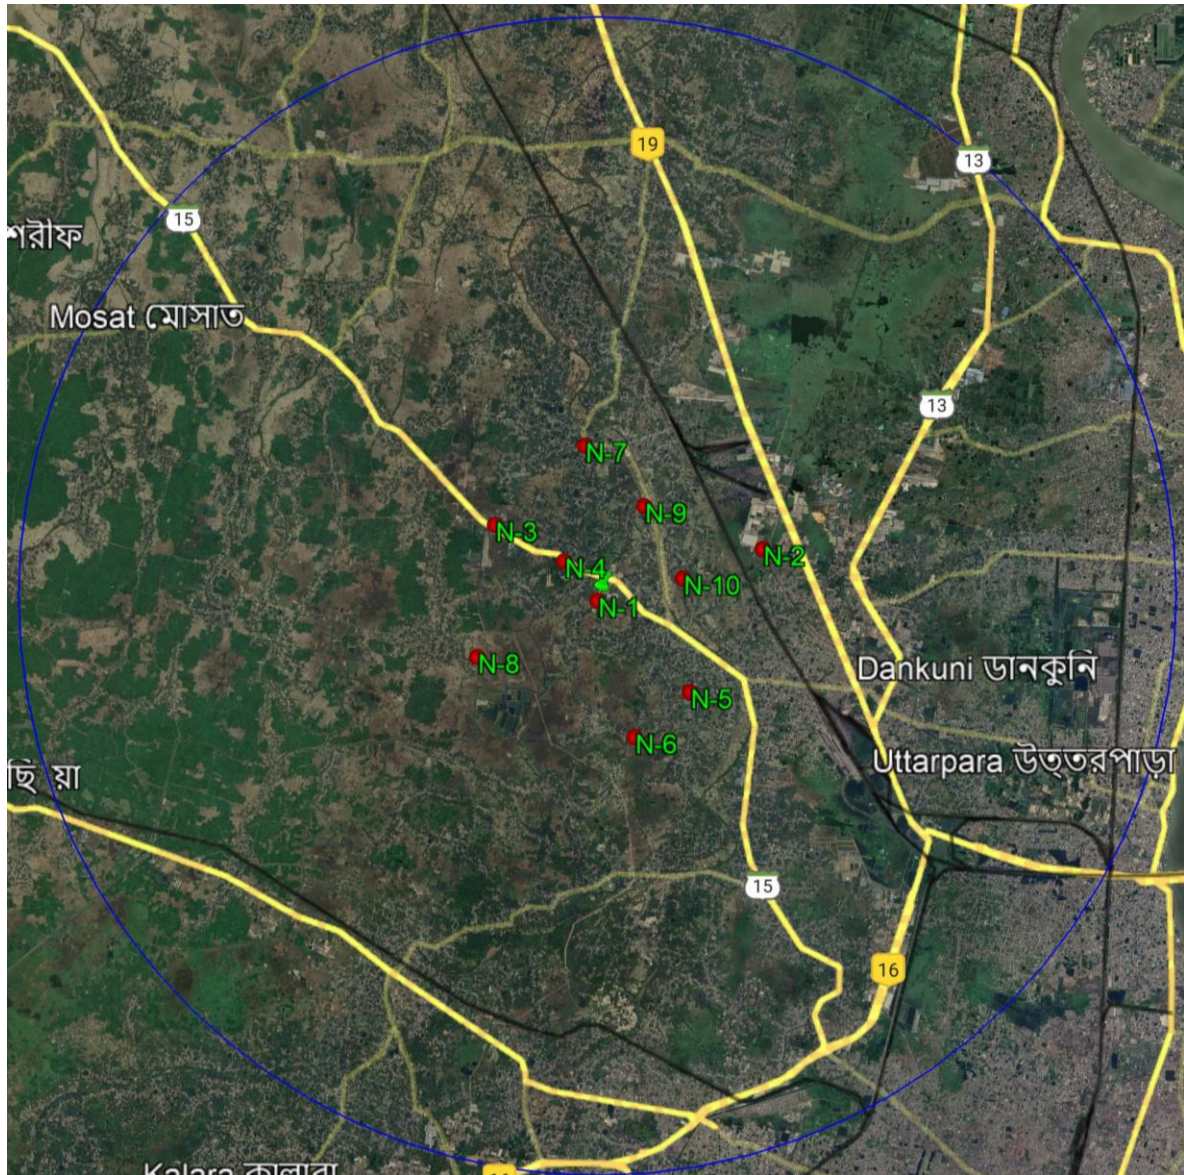 19
13
15
শরীফ
Mosat মোসাত
13
N-7
N-9
N-3
N-2
N-4
N-10
N-1
N-8
Dankuni ডানকুনি
N-5
N-6
Uttarpara উত্তরপাড়া
15
16
Kalara কালারা